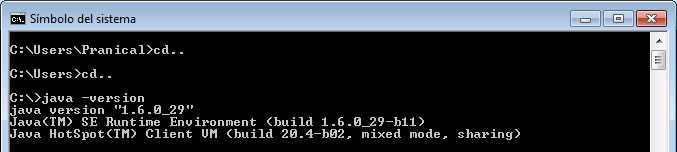 Símbolo del sistema
C:\Users\Pranical>cd..
C:\Users>cd..
C:\>java -version
java version "1.6.0_29"
Java(TM) SE Runtime Environment (build 1.6.0_29-b11)
Java HotSpot(TM) Client VM (build 20.4-b02, mixed mode, sharing)